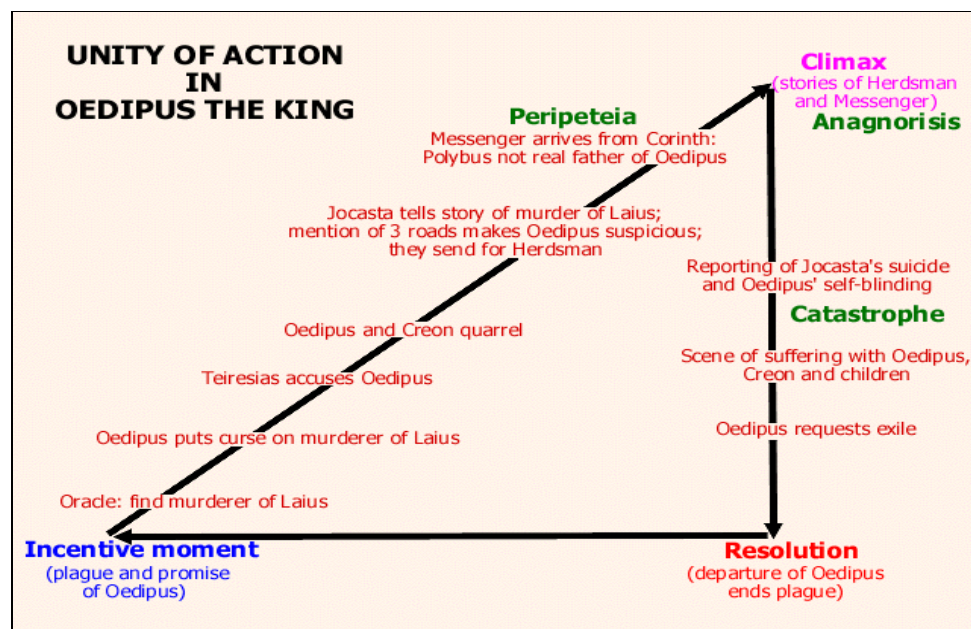 UNITY OF ACTION
IN
OEDIPUS THE KING
Climax
(stories of Herdsman
and Messenger)
Anagnorisis
Peripeteia
Messenger arrives from Corinth:
Polybus not real father of Oedipus
Jocasta tells story of murder of Laius;
mention of 3 roads makes Oedipus suspicious;
they send for Herdsman
Oedipus and Creon quarrel
Teiresias accuses Oedipus
Oedipus puts curse on murderer of Laius
Oracle: find murderer of Laius
Incentive moment
(plague and promise
of Oedipus)
Reporting of Jocasta's suicide
and Oedipus' self-blinding
Catastrophe
Scene of suffering with Oedipus,
Creon and children
Oedipus requests exile
Resolution
(departure of Oedipus
ends plague)